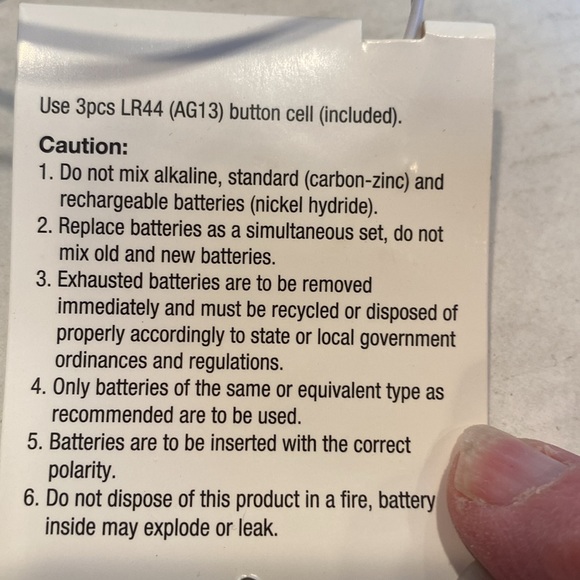 Use 3pcs LR44 (AG13) button cell (included).
Caution:
1. Do not mix alkaline, standard (carbon-zinc) and
rechargeable batteries (nickel hydride).
2. Replace batteries as a simultaneous set, do not
mix old and new batteries.
3. Exhausted batteries are to be removed
immediately and must be recycled or disposed of
properly accordingly to state or local government
ordinances and regulations.
4. Only batteries of the same or equivalent type as
recommended are to be used.
5. Batteries are to be inserted with the correct
polarity.
6. Do not dispose of this product in a fire, battery
inside may explode or leak.